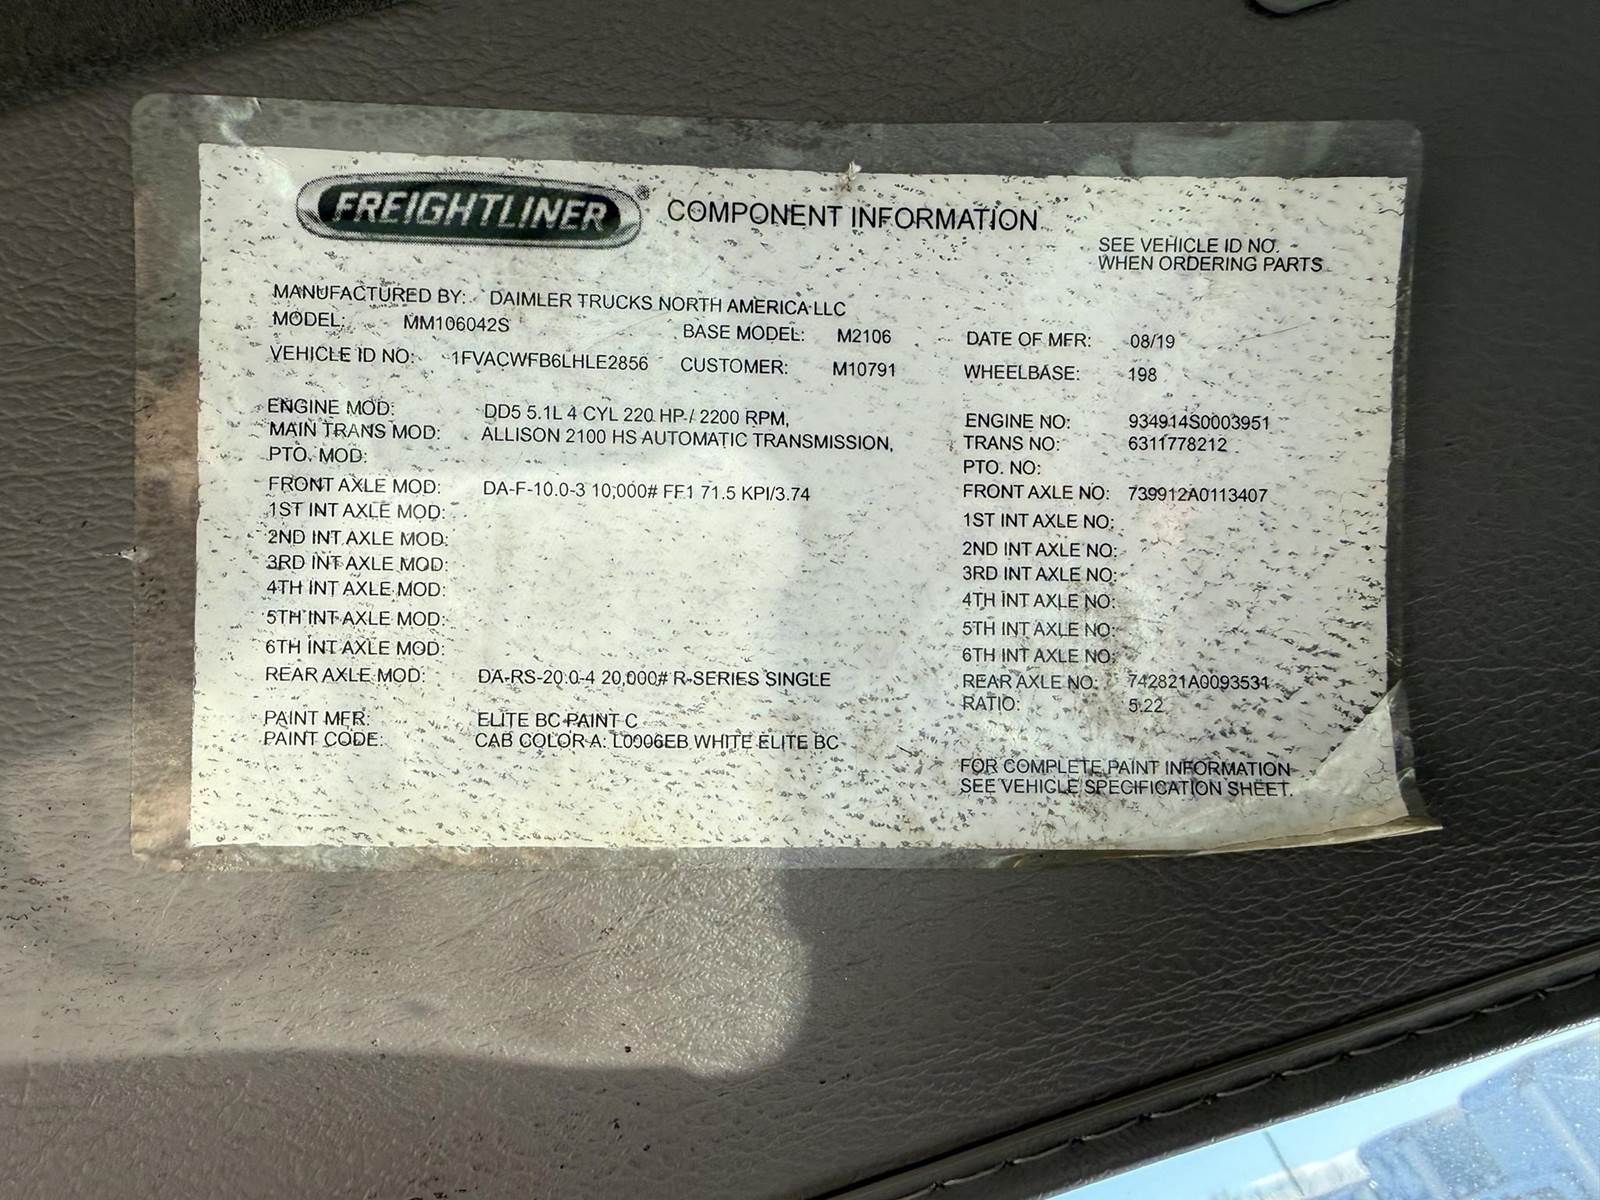 FREIGHTLINER® COMPONENT INFORMATION
SEE VEHICLE ID NO.
WHEN ORDERING PARTS
MANUFACTURED BY: DAIMLER TRUCKS NORTH AMERICA LLC
MODEL: MM106042S BASE MODEL: M2106 DATE OF MFR: 08/19
VEHICLE ID NO: 1FVACWFB6LHLE2856 CUSTOMER: M10791 WHEELBASE: 198
ENGINE MOD: DD5 5.1L 4 CYL 220 HP / 2200 RPM, ENGINE NO: 934914S0003951
MAIN TRANS MOD: ALLISON 2100 HS AUTOMATIC TRANSMISSION, TRANS NO: 6311778212
PTO. MOD: PTO. NO:
FRONT AXLE MOD: DA-F-10.0-3 10,000# FF1 71.5 KPI/3.74 FRONT AXLE NO: 739912A0113407
1ST INT AXLE MOD: 1ST INT AXLE NO:
2ND INT AXLE MOD: 2ND INT AXLE NO:
3RD INT AXLE MOD: 3RD INT AXLE NO:
4TH INT AXLE MOD: 4TH INT AXLE NO:
5TH INT AXLE MOD: 5TH INT AXLE NO:
6TH INT AXLE MOD: 6TH INT AXLE NO:
REAR AXLE MOD: DA-RS-20.0-4 20,000# R-SERIES SINGLE REAR AXLE NO: 742821A0093531
RATIO: 5.22
PAINT MFR: ELITE BC PAINT C
PAINT CODE: CAB COLOR A: L0006EB WHITE ELITE BC
FOR COMPLETE PAINT INFORMATION
SEE VEHICLE SPECIFICATION SHEET.